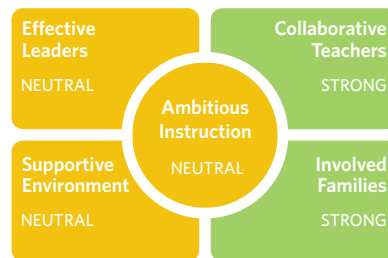 Effective
Leaders
NEUTRAL
Collaborative
Teachers
STRONG
Ambitious
Instruction
NEUTRAL
Supportive
Environment
NEUTRAL
Involved
Families
STRONG